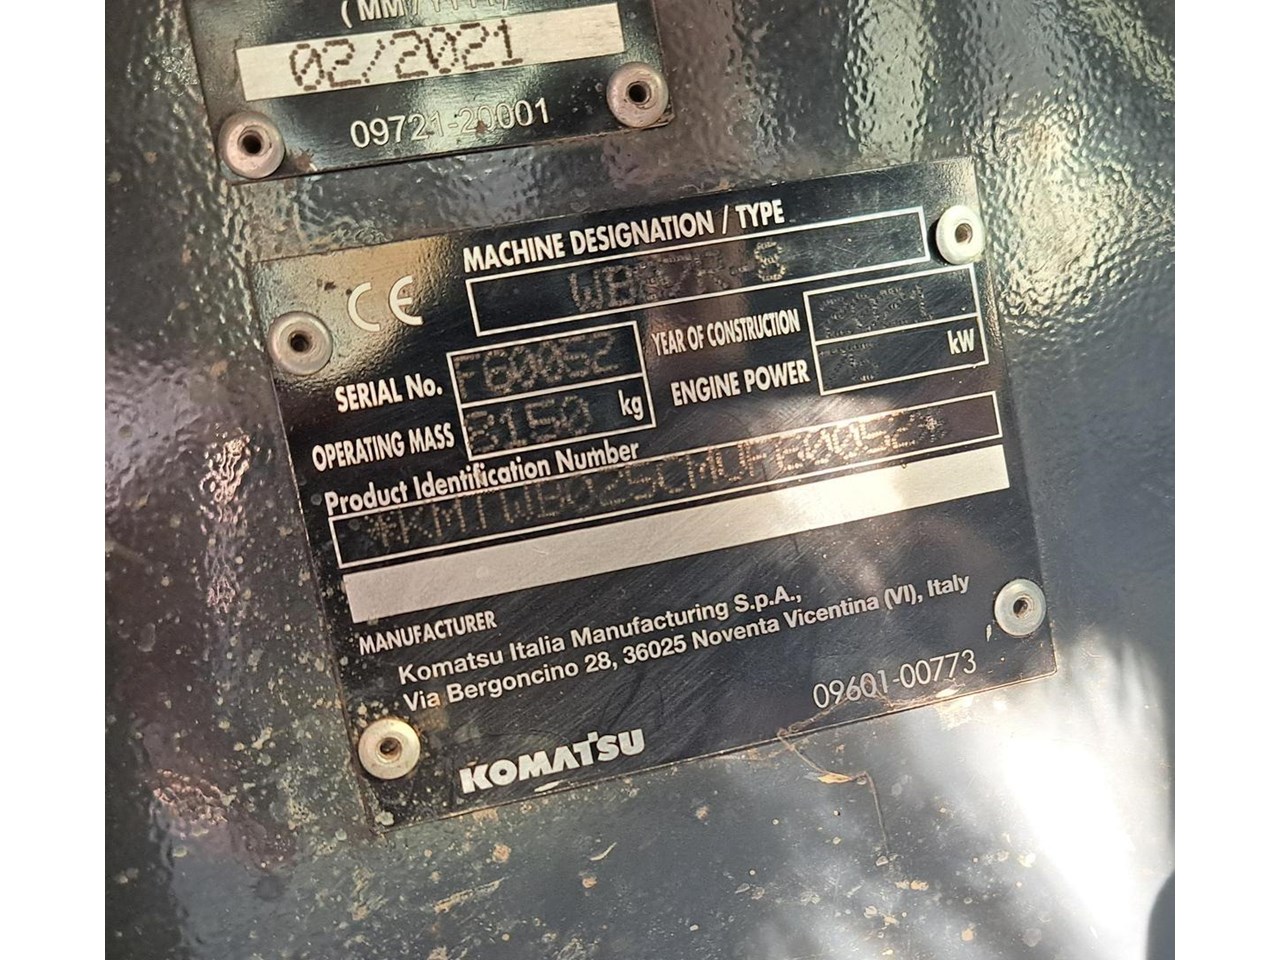 (MM/YYYY)
02/2021
09721-20001
MACHINE DESIGNATION / TYPE
CE
SERIAL No. F60052
YEAR OF CONSTRUCTION
OPERATING MASS 8150 kg
ENGINE POWER kW
Product Identification Number
MANUFACTURER
Komatsu Italia Manufacturing S.p.A.,
Via Bergoncino 28, 36025 Noventa Vicentina (VI), Italy
09601-00773
KOMATSU